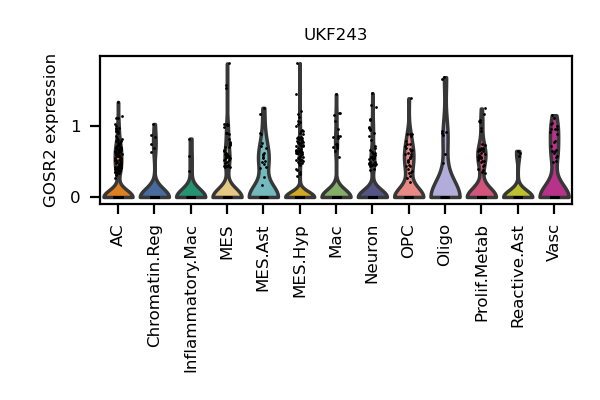 UKF243
GOSR2 expression
1
0
AC
Chromatin.Reg
Inflammatory.Mac
MES
MES.Ast
MES.Hyp
Mac
Neuron
OPC
Oligo
Prolif.Metab
Reactive.Ast
Vasc